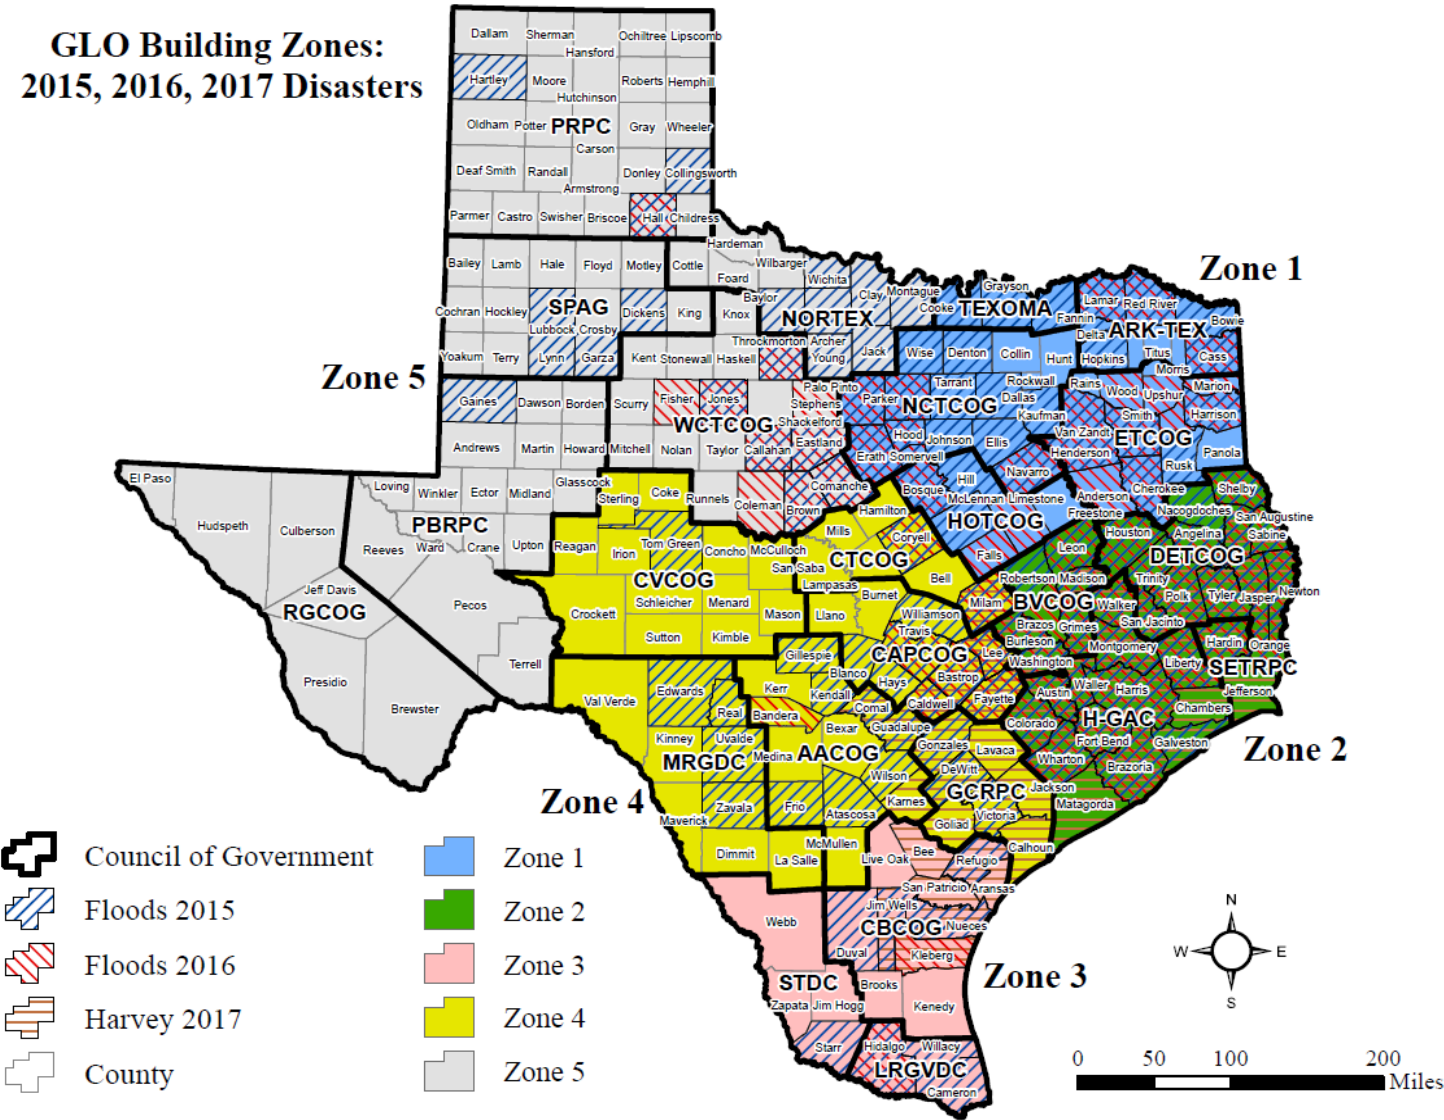 GLO Building Zones:
2015, 2016, 2017 Disasters
Dallam Sherman Ochiltree Lipscomb
Hansford
Hartley Moore Roberts Hemphill
Hutchinson
Oldham Potter PRPC Gray Wheeler
Carson
Deaf Smith Randall Donley Collingsworth
Armstrong
Parmer Castro Swisher Briscoe Hall Childress
Hardeman
Bailey Lamb Hale Floyd Motley Cottle Wilbarger
Foard Wichita
Zone 1
Cochran Hockley SPAG Dickens King Knox Baylor Clay Montague Cooke Grayson
Lubbock Crosby NORTEX TEXOMA Fannin Lamar Red River Bowie
Yoakum Terry Lynn Garza Kent Stonewall Haskell Throckmorton Archer
Young Jack Wise Denton Collin Hunt Delta ARK-TEX
Hopkins Titus Cass
Morris
Zone 5
Gaines Dawson Borden Scurry Fisher Jones Palo Pinto
Stephens Parker Tarrant Rockwall Rains Wood Upshur Marion
WCTCOG Shackelford NCTCOG Dallas
Kaufman Smith Harrison
Andrews Martin Howard Mitchell Nolan Taylor Callahan Eastland Hood Johnson Ellis Van Zandt ETCOG
Erath Somervell Henderson Rusk Panola
El Paso Loving Winkler Ector Midland Glasscock
Sterling Coke Runnels Coleman Brown Comanche Bosque Hill Navarro
McLennan Limestone Anderson Cherokee Shelby
Hudspeth Culberson PBRPC Hamilton HOTCOG Freestone Nacogdoches San Augustine
Reeves Ward Crane Upton Reagan Irion Tom Green Concho McCulloch Mills Coryell Falls Leon Houston Angelina Sabine
San Saba CTCOG DETCOG
Jeff Davis CVCOG Lampasas Bell Robertson Madison Trinity
RGCOG Pecos Crockett Schleicher Menard Mason Llano Burnet Milam BVCOG Walker Polk Tyler Jasper Newton
Williamson Brazos Grimes San Jacinto
Sutton Kimble Travis Burleson Montgomery Hardin Orange
Terrell Gillespie Blanco CAPCOG Lee Washington Liberty SETRPC
Presidio Brewster Val Verde Edwards Kerr Hays Bastrop Waller Harris Jefferson
Real Kendall Comal Caldwell Fayette Austin Chambers
Bandera Bexar Guadalupe Colorado H-GAC
Kinney Uvalde Gonzales Lavaca Fort Bend Galveston
MRGDC Medina AACOG Wharton Brazoria
Zone 2
Wilson DeWitt
Zone 4
Zavala Frio Karnes GCRPC Jackson
Maverick Atascosa Victoria Matagorda
Goliad
Dimmit La Salle McMullen Live Oak Bee Refugio Calhoun
San Patricio Aransas
Webb Jim Wells
CBCOG Nueces
Duval Kleberg
Zone 3
STDC Brooks
Zapata Jim Hogg Kenedy
Starr Hidalgo Willacy
LRGVDC
Cameron
Council of Government
Floods 2015
Floods 2016
Harvey 2017
County
Zone 1
Zone 2
Zone 3
Zone 4
Zone 5
N
W E
S
0 50 100 200
Miles